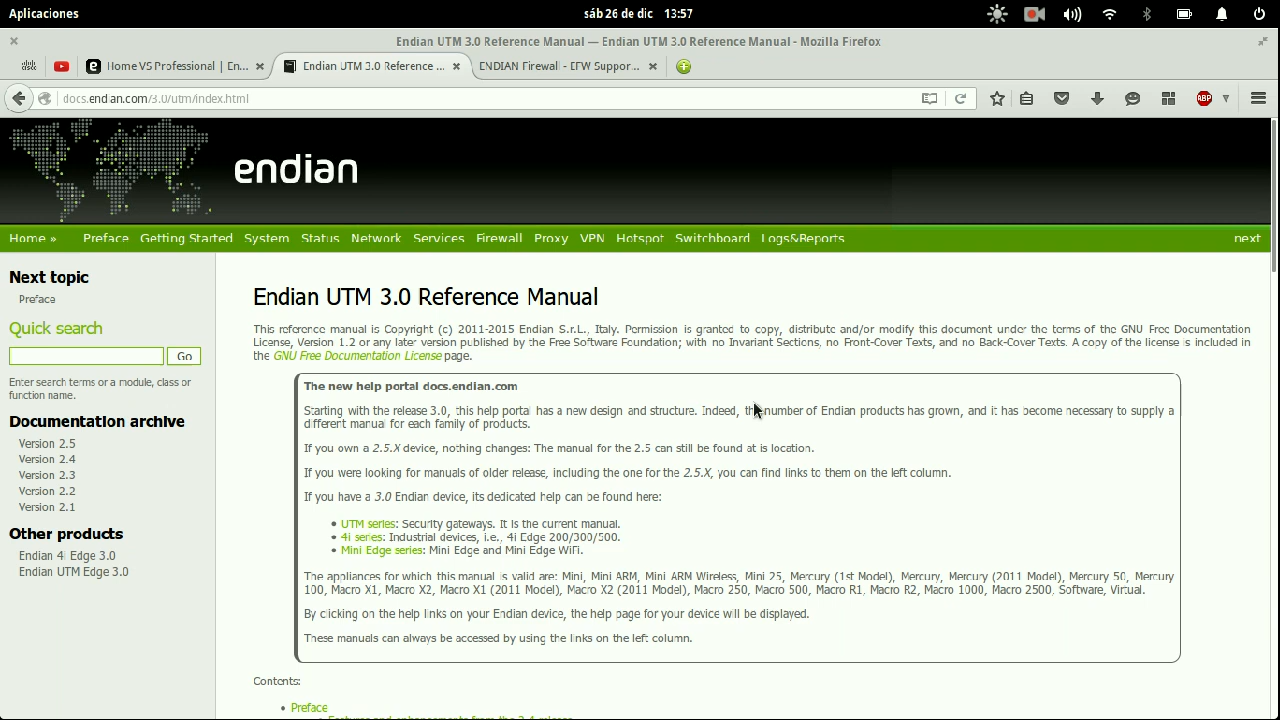 Aplicaciones
sáb 26 de dic 13:57
Endian UTM 3.0 Reference Manual — Endian UTM 3.0 Reference Manual - Mozilla Firefox
Home VS Professional | En...
Endian UTM 3.0 Reference ...
ENDIAN Firewall - EFW Suppor...
docs.endian.com/3.0/utm/index.html
ABP
endian
Home » Preface Getting Started System Status Network Services Firewall Proxy VPN Hotspot Switchboard Logs&Reports next
Next topic
Preface
Quick search
Go
Enter search terms or a module, class or
function name.
Documentation archive
Version 2.5
Version 2.4
Version 2.3
Version 2.2
Version 2.1
Other products
Endian 4i Edge 3.0
Endian UTM Edge 3.0
Endian UTM 3.0 Reference Manual
This reference manual is Copyright (c) 2011-2015 Endian S.r.L., Italy. Permission is granted to copy, distribute and/or modify this document under the terms of the GNU Free Documentation
License, Version 1.2 or any later version published by the Free Software Foundation; with no Invariant Sections, no Front-Cover Texts, and no Back-Cover Texts. A copy of the license is included in
the GNU Free Documentation License page.
The new help portal docs.endian.com
Starting with the release 3.0, this help portal has a new design and structure. Indeed, the number of Endian products has grown, and it has become necessary to supply a
different manual for each family of products.
If you own a 2.5.X device, nothing changes: The manual for the 2.5 can still be found at is location.
If you were looking for manuals of older release, including the one for the 2.5.X, you can find links to them on the left column.
If you have a 3.0 Endian device, its dedicated help can be found here:
• UTM series: Security gateways. It is the current manual.
• 4i series: Industrial devices, i.e., 4i Edge 200/300/500.
• Mini Edge series: Mini Edge and Mini Edge WiFi.
The appliances for which this manual is valid are: Mini, Mini ARM, Mini ARM Wireless, Mini 25, Mercury (1st Model), Mercury, Mercury (2011 Model), Mercury 50, Mercury
100, Macro X1, Macro X2, Macro X1 (2011 Model), Macro X2 (2011 Model), Macro 250, Macro 500, Macro R1, Macro R2, Macro 1000, Macro 2500, Software, Virtual.
By clicking on the help links on your Endian device, the help page for your device will be displayed.
These manuals can always be accessed by using the links on the left column.
Contents:
• Preface
Features and enhancements from the 2.4 release